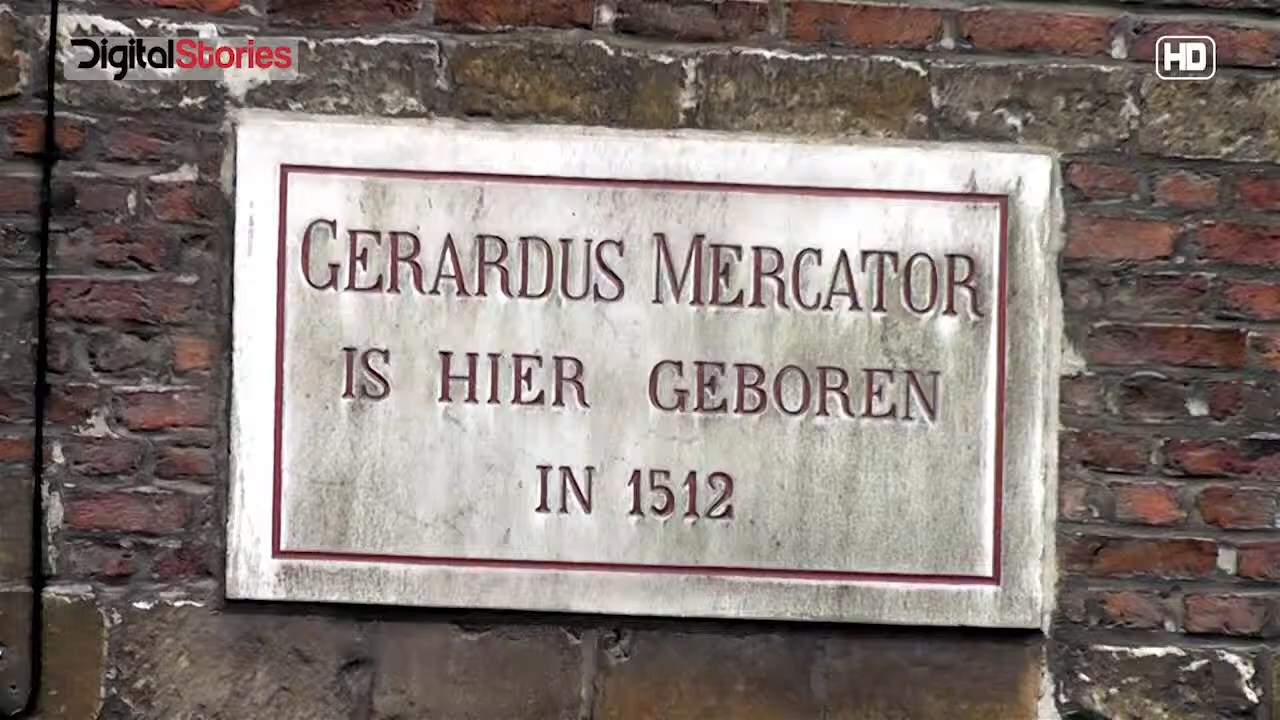 DigitalStories
HD
GERARDUS MERCATOR
IS HIER GEBOREN
IN 1512